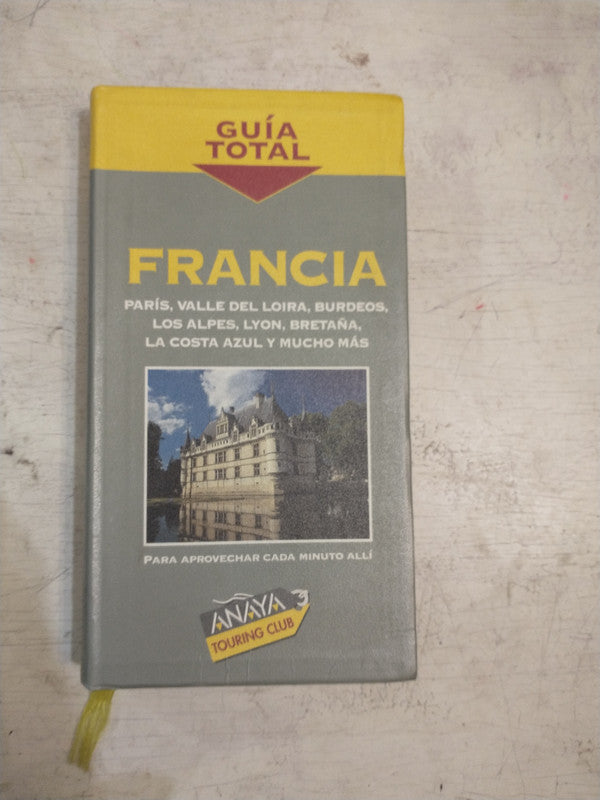 GUÍA
TOTAL
FRANCIA
PARÍS, VALLE DEL LOIRA, BURDEOS,
LOS ALPES, LYON, BRETAÑA,
LA COSTA AZUL Y MUCHO MÁS
PARA APROVECHAR CADA MINUTO ALLÍ
ANAYA
TOURING CLUB